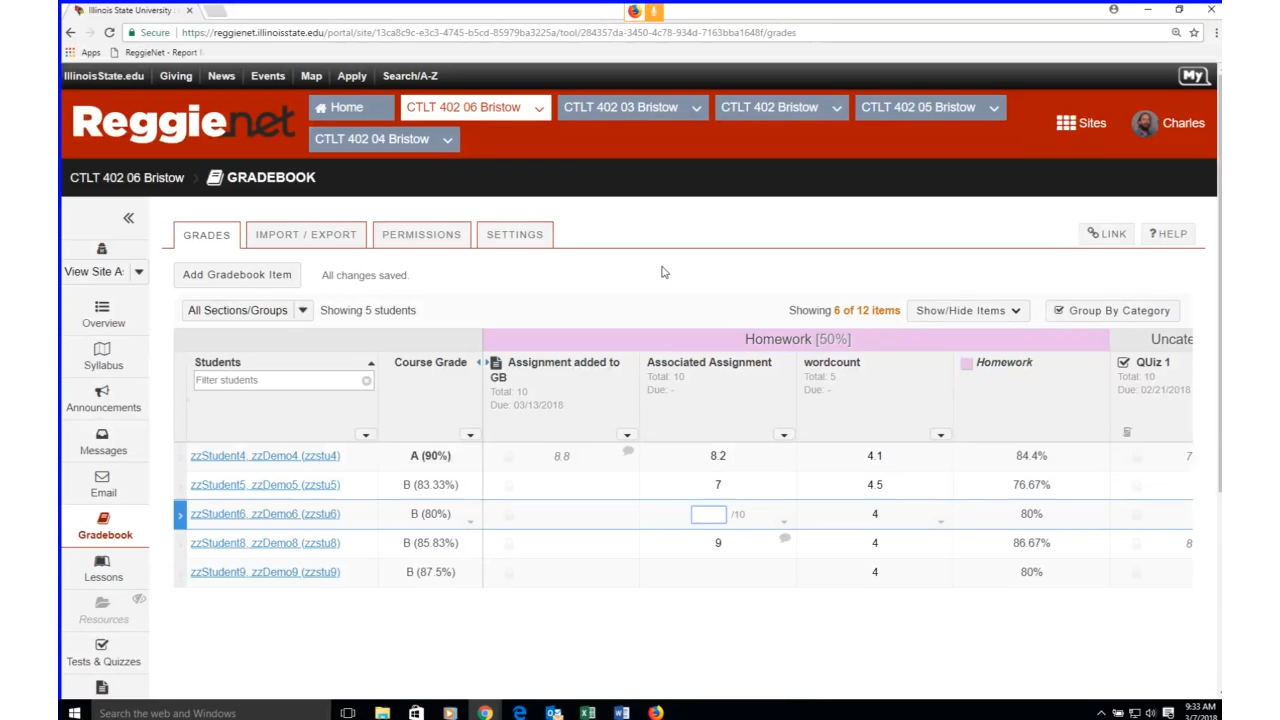 Illinois State University
Secure https://reggienet.illinoisstate.edu/portal/site/13ca8c9c-e3c3-4745-b5cd-85979ba3225a/tool/284357da-3450-4c78-934d-7163bba1648f/grades
Apps ReggieNet - Report
IllinoisState.edu Giving News Events Map Apply Search/A-Z My
Reggienet Home CTLT 402 06 Bristow CTLT 402 03 Bristow CTLT 402 Bristow CTLT 402 05 Bristow
CTLT 402 04 Bristow Sites Charles
CTLT 402 06 Bristow GRADEBOOK
GRADES IMPORT / EXPORT PERMISSIONS SETTINGS LINK ? HELP
View Site A:
Overview
Syllabus
Announcements
Messages
Email
Gradebook
Lessons
Resources
Tests & Quizzes
Add Gradebook Item All changes saved.
All Sections/Groups Showing 5 students Showing 6 of 12 items Show/Hide Items Group By Category
Homework [50%] Uncate
Students Course Grade Assignment added to GB Associated Assignment wordcount Homework QUiz 1
Filter students Total: 10 Total: 10 Total: 5 Total: 10
Due: 03/13/2018 Due: - Due: - Due: 02/21/2018
zzStudent4, zzDemo4 (zzstu4) A (90%) 8.8 8.2 4.1 84.4% 7
zzStudent5, zzDemo5 (zzstu5) B (83.33%) 7 4.5 76.67%
zzStudent6, zzDemo6 (zzstu6) B (80%) /10 4 80%
zzStudent8, zzDemo8 (zzstu8) B (85.83%) 9 4 86.67% 8
zzStudent9, zzDemo9 (zzstu9) B (87.5%) 4 80%
Search the web and Windows
9:33 AM
3/7/2018